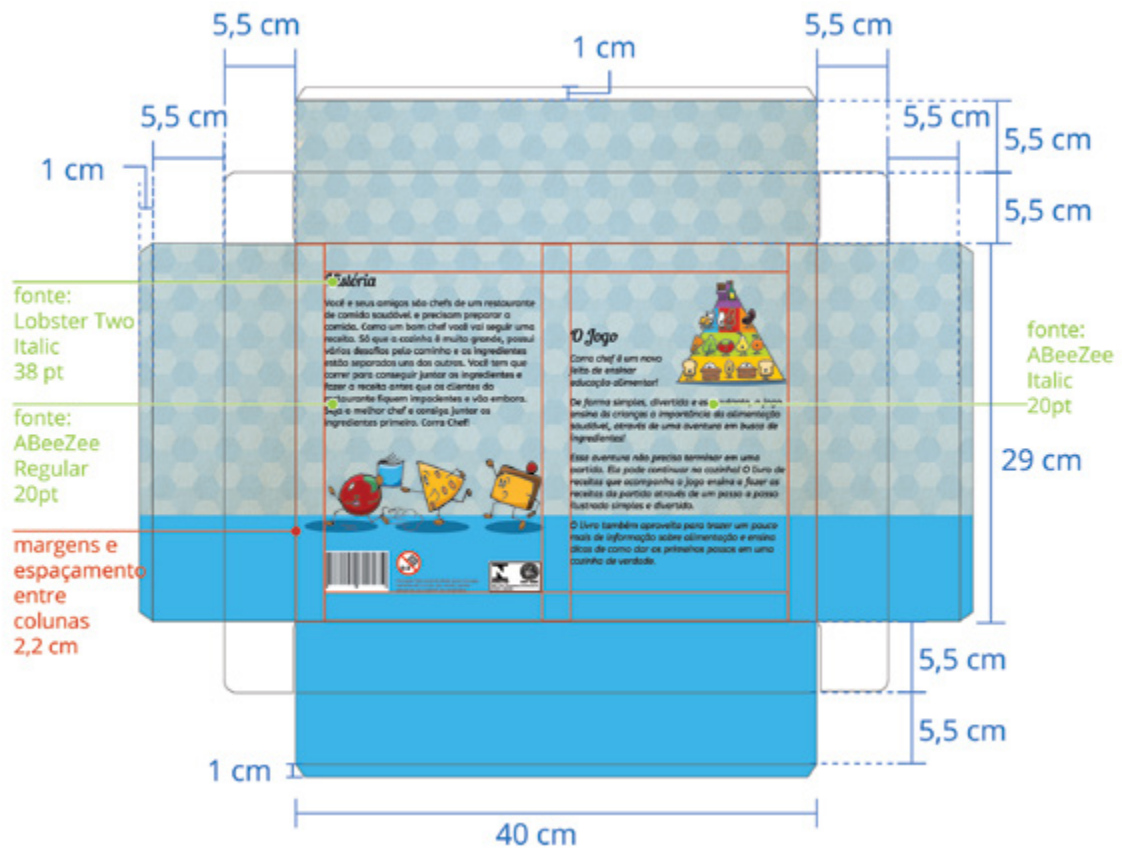 5,5 cm
5,5 cm
1 cm
5,5 cm
5,5 cm
5,5 cm
1 cm
5,5 cm
fonte:
Lobster Two
Italic
38 pt
fonte:
ABeeZee
Regular
20pt
margens e
espaçamento
entre
colunas
2,2 cm
História
Você e seus amigos são chefs de um restaurante
de comida saudável e precisam preparar a
comida. Como um bom chef você vai seguir uma
receita. Só que a cozinha é muito grande, possui
vários desafios pelo caminho e os ingredientes
estão separados uns dos outros. Você tem que
correr para conseguir juntar os ingredientes e
fazer a receita antes que os clientes do
restaurante fiquem impacientes e vão embora.
Seja o melhor chef e consiga juntar os
ingredientes primeiro. Corra Chef!
O Jogo
Corra chef é um novo
jeito de ensinar
educação alimentar!
De forma simples, divertida e o jogo
ensina às crianças a importância da alimentação
saudável, através de uma aventura em busca de
ingredientes!
Essa aventura não precisa terminar em uma
partida. Ela pode continuar na cozinha! O livro de
receitas que acompanha o jogo ensina a fazer as
receitas da partida através de um passo a passo
ilustrado simples e divertido.
O livro também aproveita para trazer um pouco
mais de informação sobre alimentação e ensina
dicas de como dar os primeiros passos em uma
cozinha de verdade.
fonte:
ABeeZee
Italic
20pt
29 cm
5,5 cm
5,5 cm
1 cm
40 cm